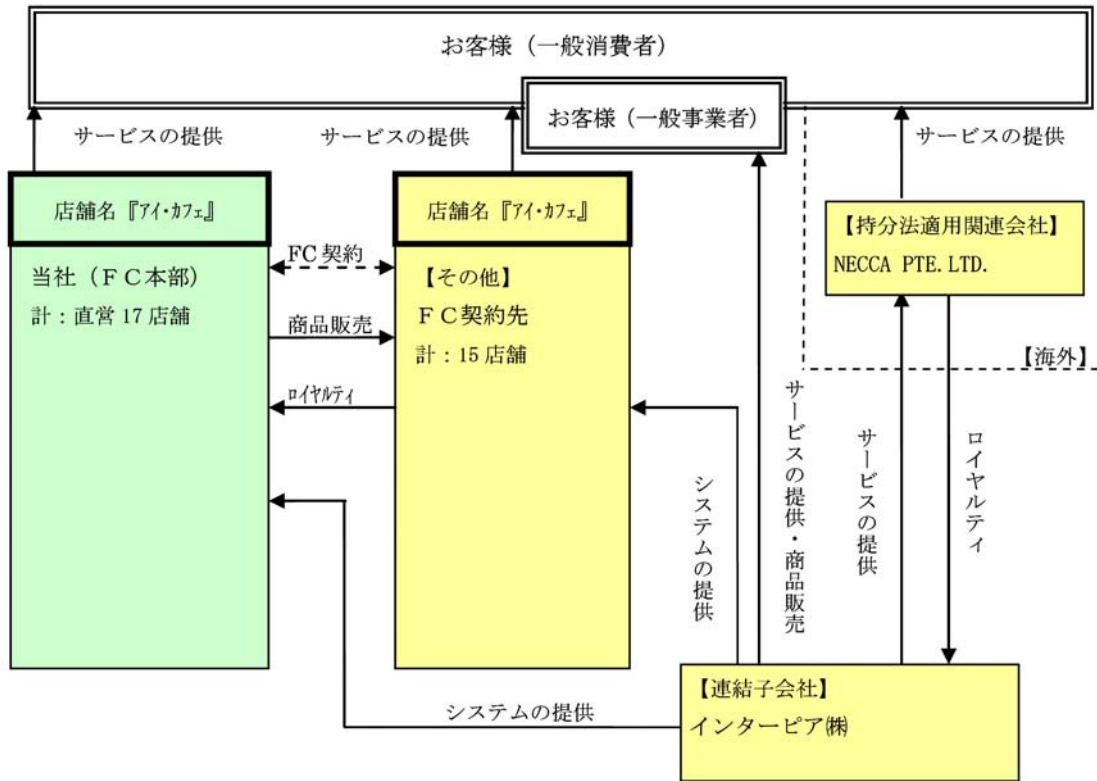 お客様（一般消費者）
お客様（一般事業者）
サービスの提供
サービスの提供
サービスの提供
店舗名『アイ・カフェ』
店舗名『アイ・カフェ』
【持分法適用関連会社】
NECCA PTE.LTD.
FC契約
当社（ＦＣ本部）
計：直営17店舗
【その他】
ＦＣ契約先
計：15店舗
商品販売
ロイヤルティ
【海外】
システムの提供
サービスの提供・商品販売
サービスの提供
ロイヤルティ
システムの提供
【連結子会社】
インターピア㈱